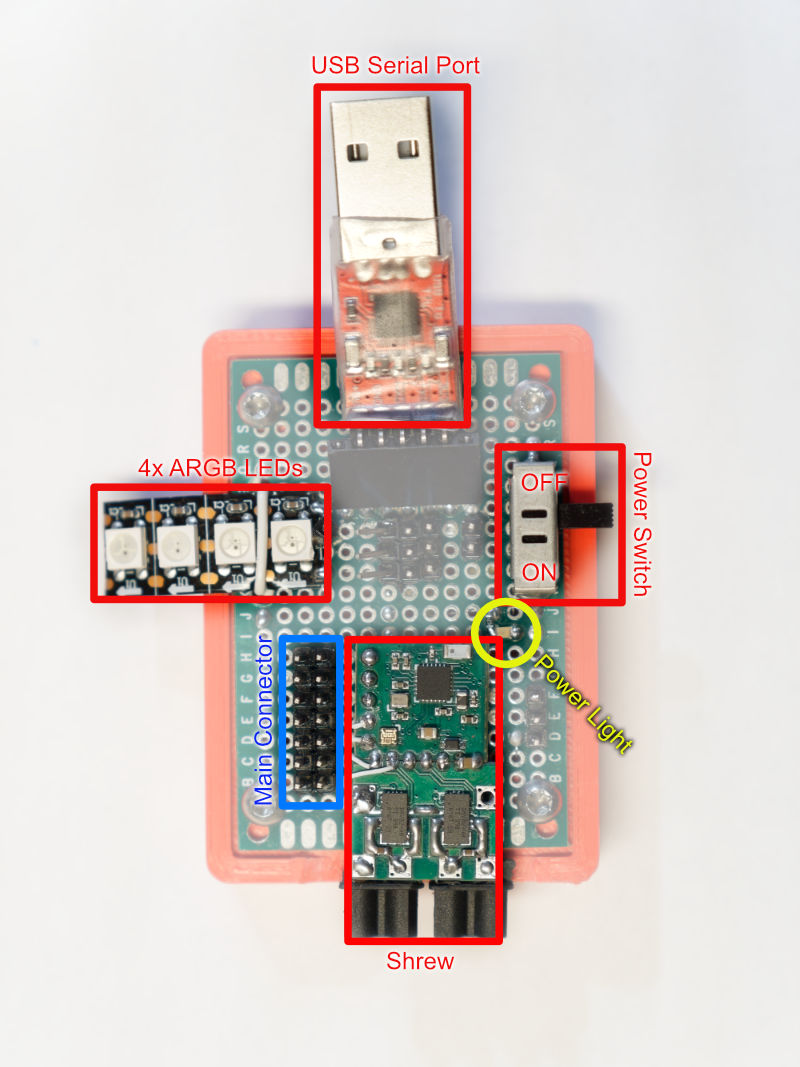 USB Serial Port
4x ARGB LEDs
OFF
ON
Power Switch
Power Light
Main Connector
Shrew
S
R
S
R
J
I
H
G
F
E
D
C
B
J
I
F
E
D
C
B